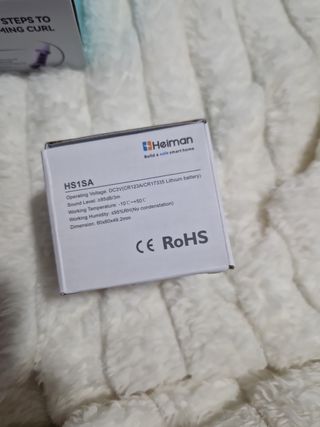 STEPS TO
MING CURL
Heiman
Build a safe smart home
HS1SA
Operating Voltage: DC3V(CR123A/CR17335 Lithium battery)
Sound Level: ≥85dB/3m
Working Temperature: -10℃~+50℃
Working Humidity: ≤95%RH(No condenstation)
Dimension: 60x60x49.2mm
CE RoHS